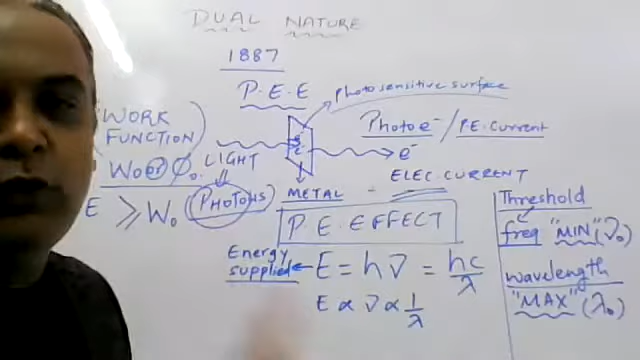 DUAL NATURE
1887
P.E.E
photosensitive surface
(WORK FUNCTION)
W₀ or Φ₀
E ≥ W₀
LIGHT
PHOTONS
e⁻
Photo e⁻ / P.E. Current
METAL
ELEC. CURRENT
P.E. EFFECT
Energy supplied ← E = hν = hc/λ
E ∝ ν ∝ 1/λ
Threshold
freq "MIN" (ν₀)
wavelength
"MAX" (λ₀)